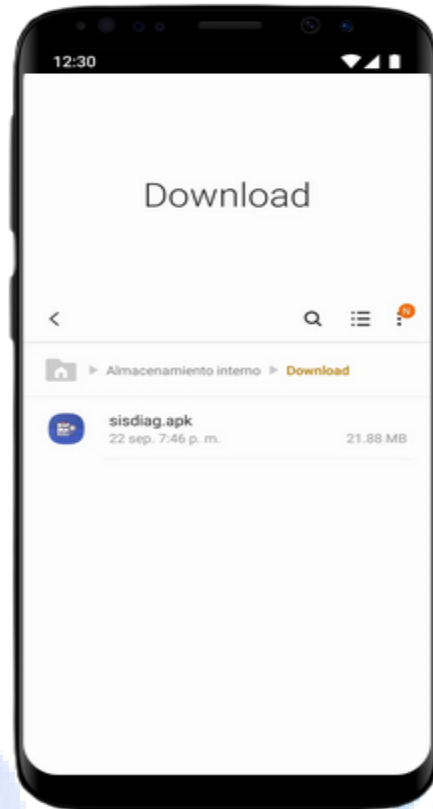 12:30
Download
N
Almacenamiento interno Download
sisdiag.apk
22 sep. 7:46 p. m.
21.88 MB